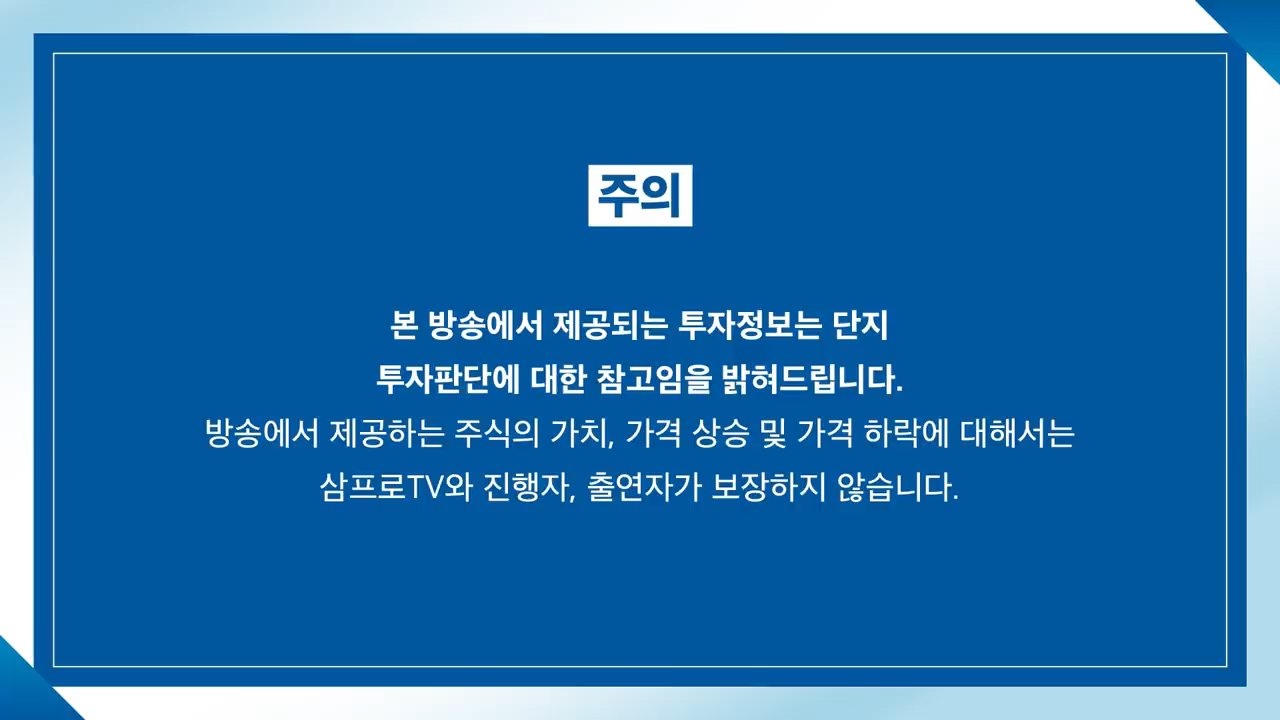 주의
본 방송에서 제공되는 투자정보는 단지
투자판단에 대한 참고임을 밝혀드립니다.
방송에서 제공하는 주식의 가치, 가격 상승 및 가격 하락에 대해서는
삼프로TV와 진행자, 출연자가 보장하지 않습니다.